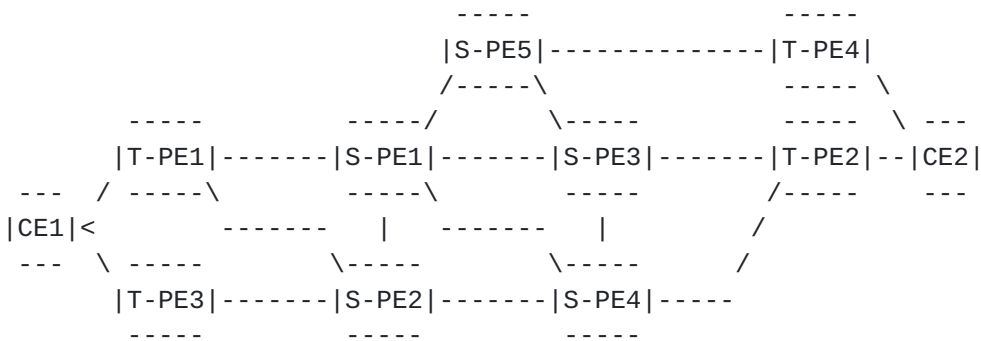 S-PE5 T-PE4
T-PE1 S-PE1 S-PE3 T-PE2 CE2
CE1
T-PE3 S-PE2 S-PE4